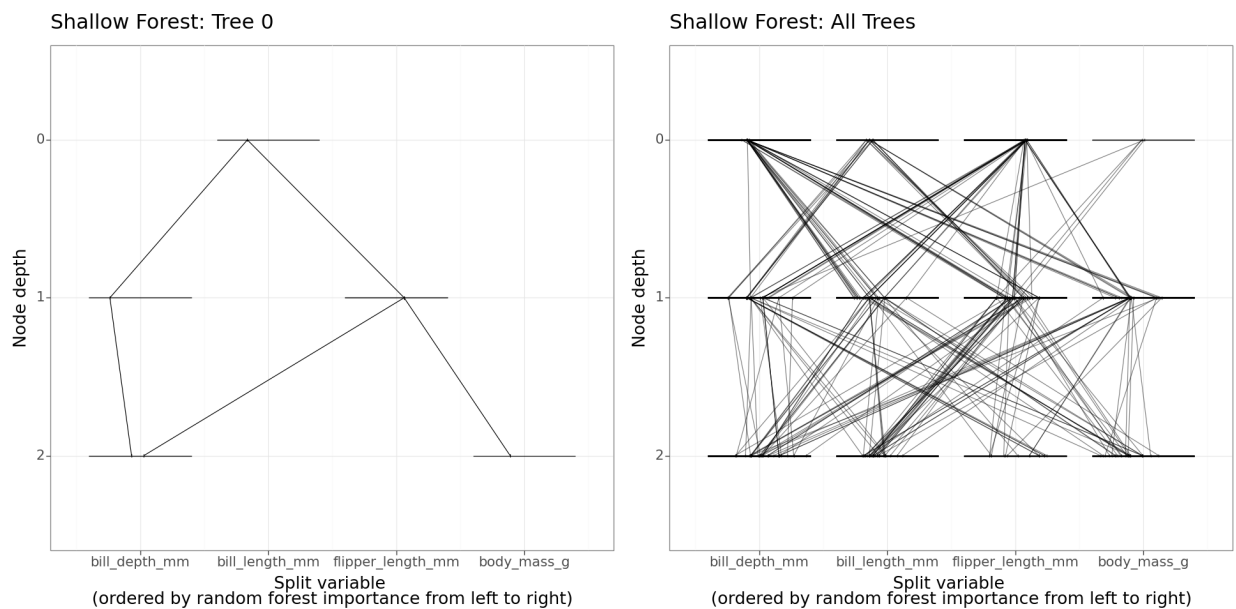 Shallow Forest: Tree 0
0
1
2
Node depth
bill_depth_mm bill_length_mm flipper_length_mm body_mass_g
Split variable
(ordered by random forest importance from left to right)
Shallow Forest: All Trees
0
1
2
Node depth
bill_depth_mm bill_length_mm flipper_length_mm body_mass_g
Split variable
(ordered by random forest importance from left to right)